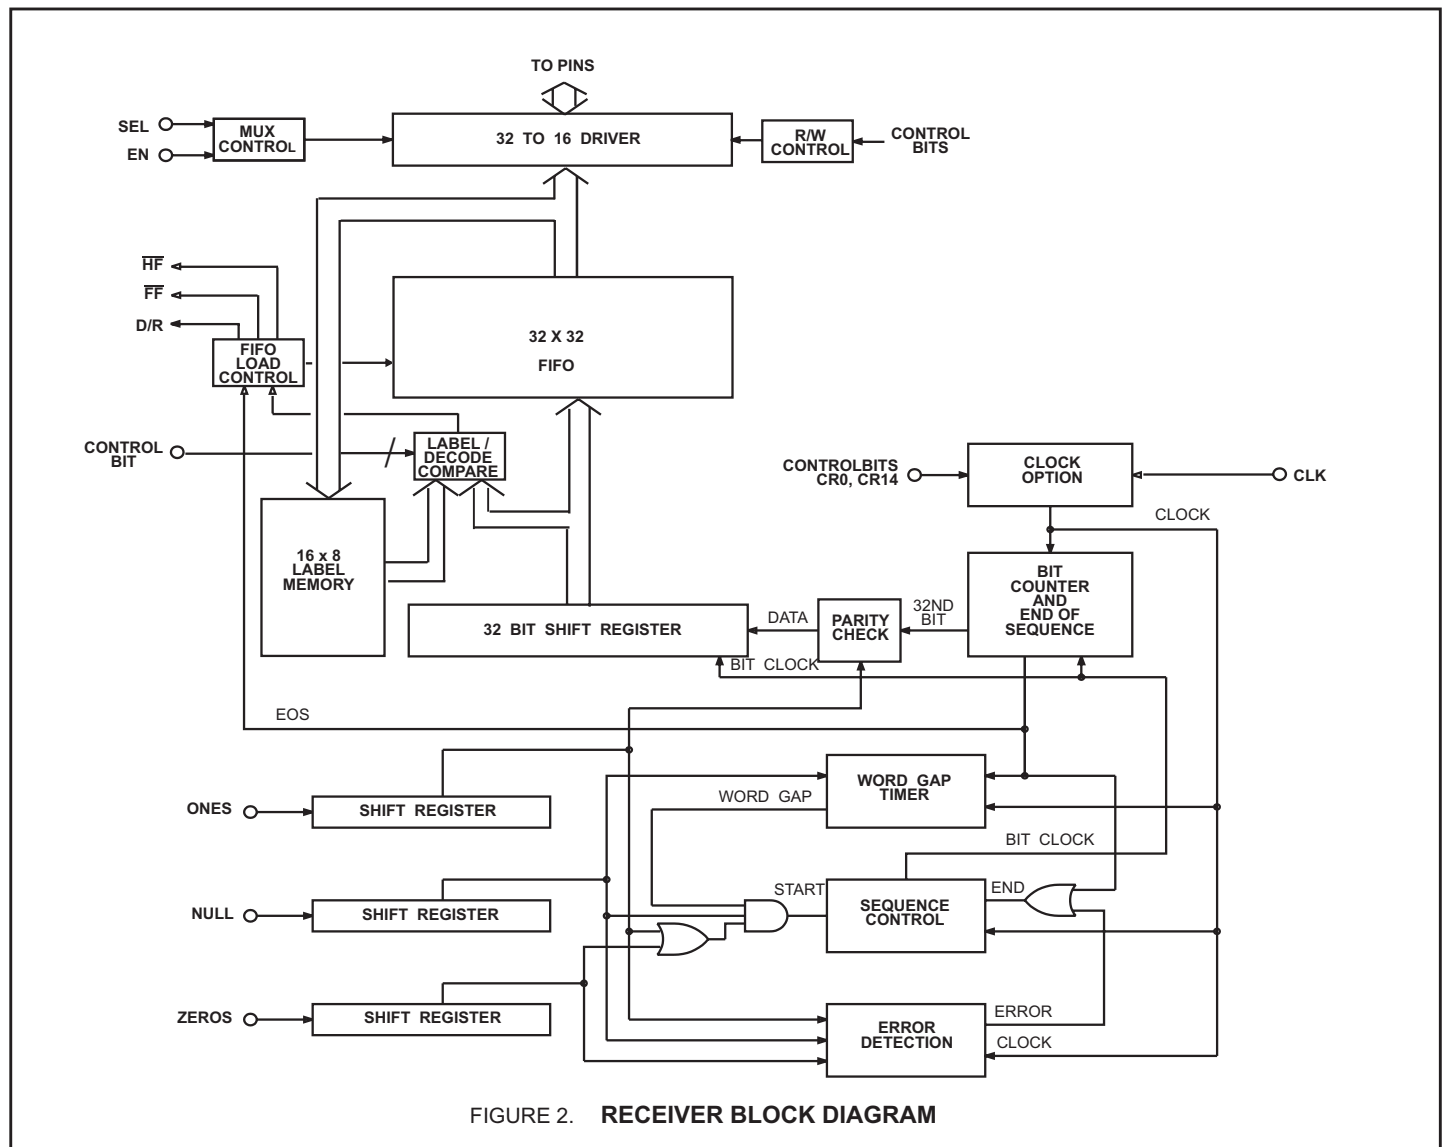 TO PINS
SEL
EN
MUX
CONTROL
32 TO 16 DRIVER
R/W
CONTROL
CONTROL
BITS
HF
FF
D/R
FIFO
LOAD
CONTROL
32 X 32
FIFO
CONTROL
BIT
LABEL /
DECODE
COMPARE
CONTROLBITS
CR0, CR14
CLOCK
OPTION
CLK
CLOCK
16 x 8
LABEL
MEMORY
BIT
COUNTER
AND
END OF
SEQUENCE
32 BIT SHIFT REGISTER
DATA
PARITY
CHECK
32ND
BIT
BIT CLOCK
EOS
WORD GAP
TIMER
WORD GAP
ONES
SHIFT REGISTER
BIT CLOCK
NULL
SHIFT REGISTER
START
SEQUENCE
CONTROL
END
ZEROS
SHIFT REGISTER
ERROR
DETECTION
ERROR
CLOCK
FIGURE 2. RECEIVER BLOCK DIAGRAM